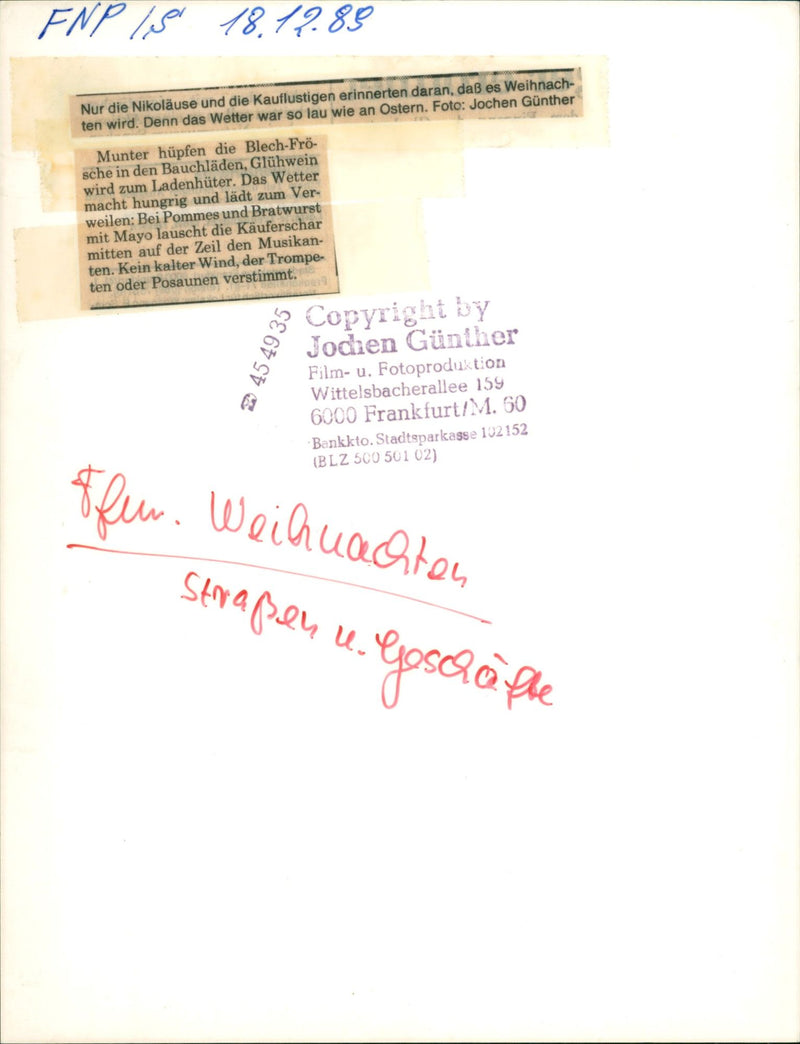 FNP/S 18.12.89
Nur die Nikoläuse und die Kauflustigen erinnerten daran, daß es Weihnach-
ten wird. Denn das Wetter war so lau wie an Ostern. Foto: Jochen Günther
Munter hüpfen die Blech-Frö-
sche in den Bauchläden, Glühwein
wird zum Ladenhüter. Das Wetter
macht hungrig und lädt zum Ver-
weilen: Bei Pommes und Bratwurst
mit Mayo lauscht die Käuferschar
mitten auf der Zeil den Musikan-
ten. Kein kalter Wind, der Trompe-
ten oder Posaunen verstimmt.
☎ 45 49 35
Copyright by
Jochen Günther
Film- u. Fotoproduktion
Wittelsbacherallee 159
6000 Frankfurt/M. 60
Bankkto. Stadtsparkasse 102152
(BLZ 500 501 02)
Ffm. Weihnachten
Straßen u. Geschäfte